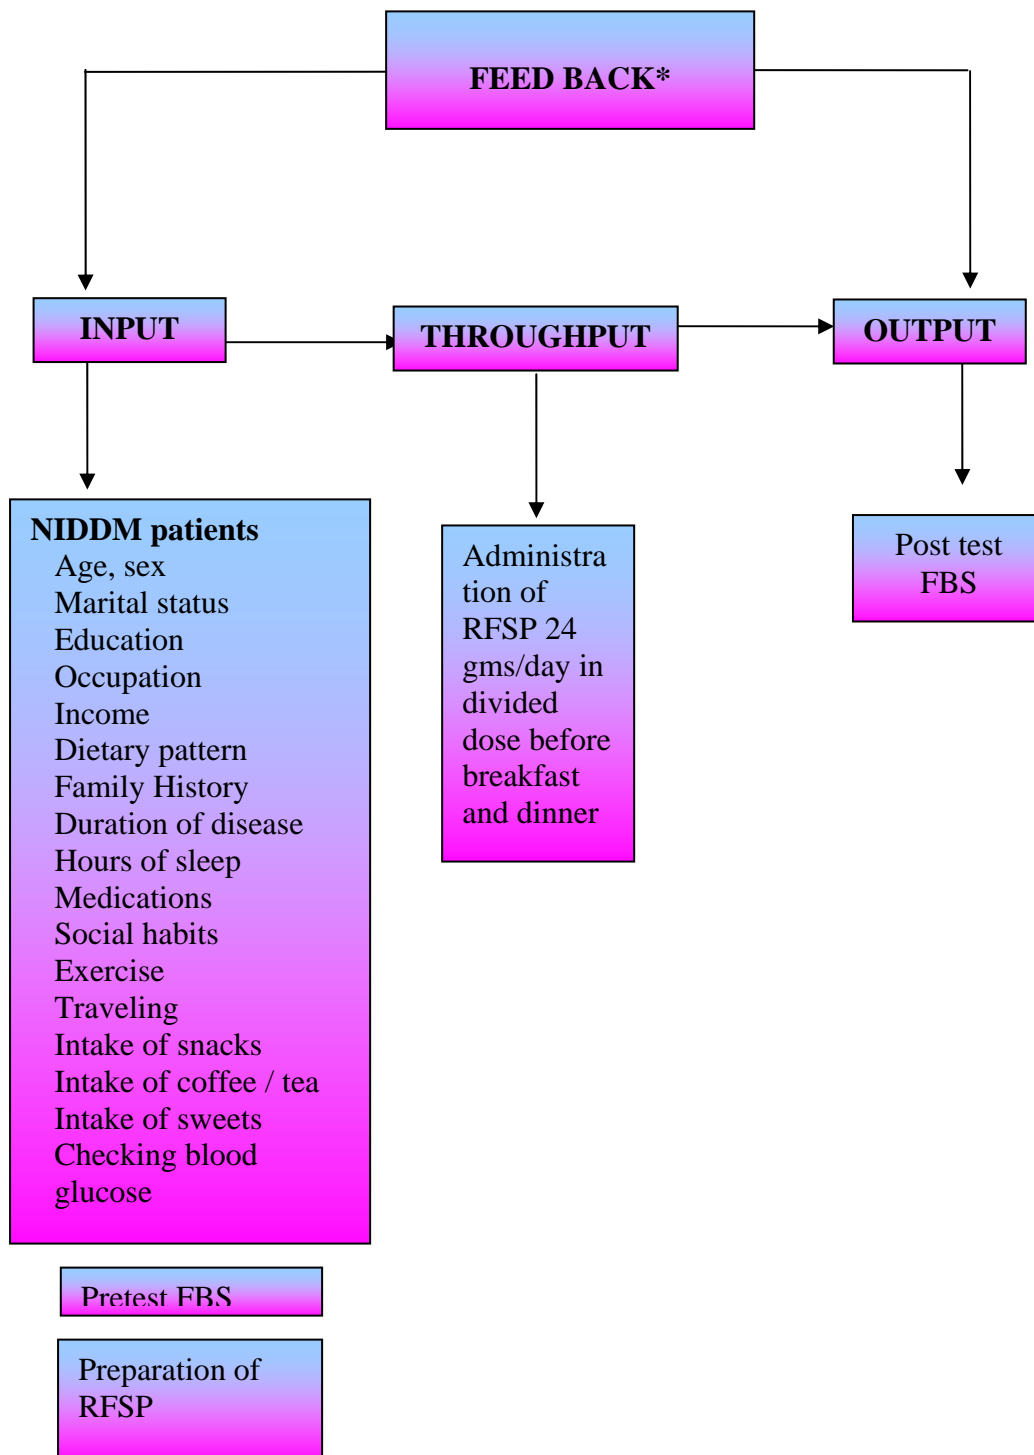 FEED BACK*
INPUT
THROUGHPUT
OUTPUT
NIDDM patients
Age, sex
Marital status
Education
Occupation
Income
Dietary pattern
Family History
Duration of disease
Hours of sleep
Medications
Social habits
Exercise
Traveling
Intake of snacks
Intake of coffee / tea
Intake of sweets
Checking blood
glucose
Administra
tion of
RFSP 24
gms/day in
divided
dose before
breakfast
and dinner
Post test
FBS
Pretest FBS
Preparation of
RFSP